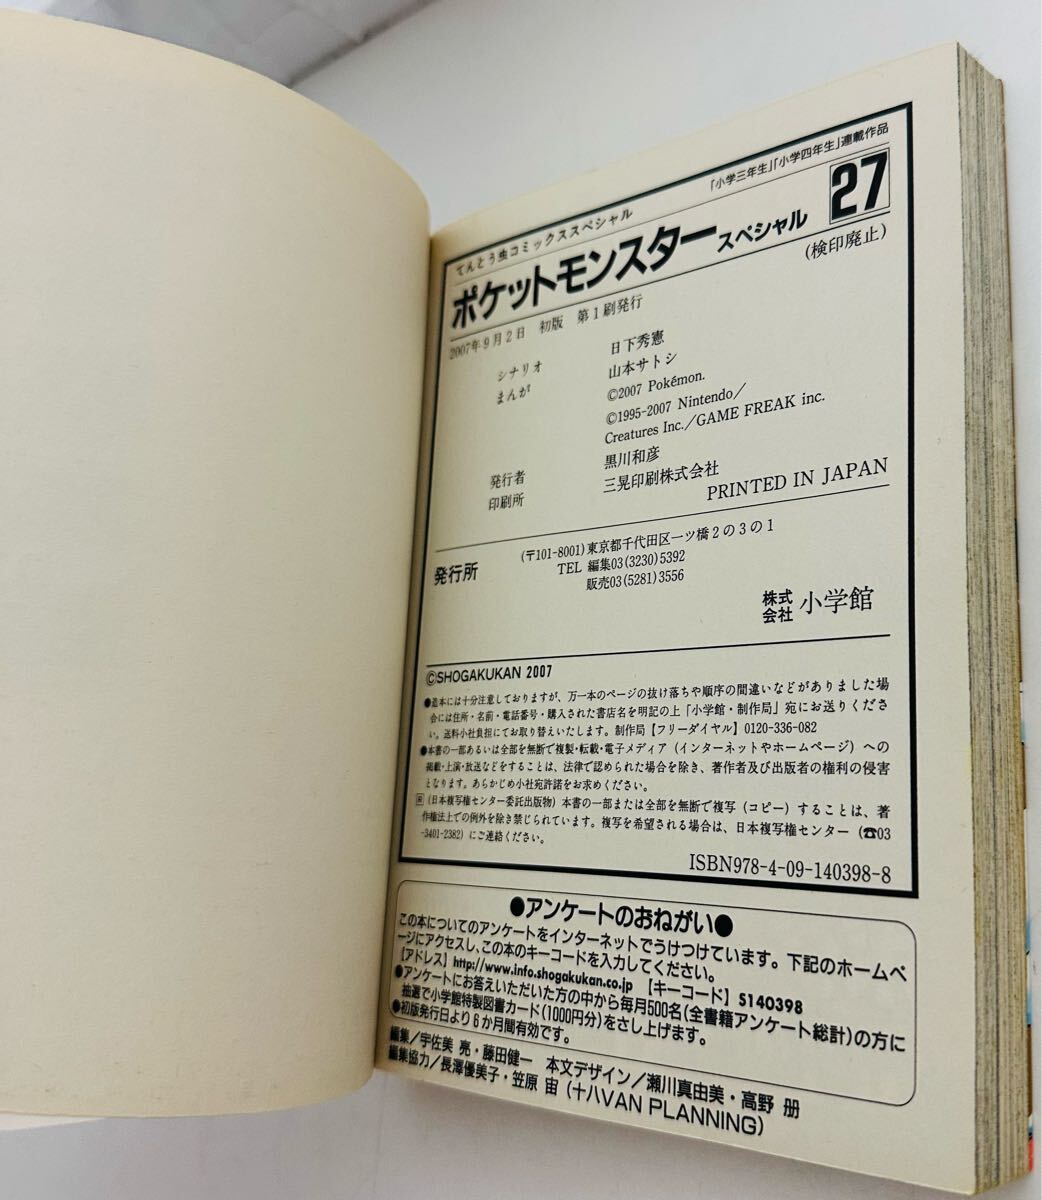 「小学三年生」「小学四年生」連載作品
てんとう虫コミックススペシャル
ポケットモンスタースペシャル 27
(検印廃止)
2007年9月2日 初版 第1刷発行
シナリオ 日下秀憲
まんが 山本サトシ
©2007 Pokémon.
©1995-2007 Nintendo/
Creatures Inc./GAME FREAK inc.
発行者 黒川和彦
印刷所 三晃印刷株式会社
PRINTED IN JAPAN
発行所 (〒101-8001)東京都千代田区一ツ橋2の3の1
TEL 編集03(3230)5392
販売03(5281)3556
株式会社 小学館
©SHOGAKUKAN 2007
●造本には十分注意しておりますが、万一本のページの抜け落ちや順序の間違いなどがありました場
合には住所・名前・電話番号・購入された書店名を明記の上「小学館・制作局」宛にお送りくださ
い。送料小社負担にてお取り替えいたします。制作局【フリーダイヤル】0120-336-082
●本書の一部あるいは全部を無断で複製・転載・電子メディア（インターネットやホームページ）への
掲載・上演・放送などをすることは、法律で認められた場合を除き、著作者及び出版者の権利の侵害
となります。あらかじめ小社宛許諾をお求めください。
R（日本複写権センター委託出版物）本書の一部または全部を無断で複写（コピー）することは、著
作権法上での例外を除き禁じられています。複写を希望される場合は、日本複写権センター（☎03
-3401-2382）にご連絡ください。
ISBN978-4-09-140398-8
●アンケートのおねがい●
この本についてのアンケートをインターネットでうけつけています。下記のホームペ
ージにアクセスし、この本のキーコードを入力してください。
【アドレス】http://www.info.shogakukan.co.jp 【キーコード】S140398
●アンケートにお答えいただいた方の中から毎月500名(全書籍アンケート総計)の方に
抽選で小学館特製図書カード(1000円分)をさし上げます。
●初版発行日より6か月間有効です。
編集／宇佐美 亮・藤田健一 本文デザイン／瀬川真由美・高野 册
編集協力／長澤優美子・笠原 宙(十八VAN PLANNING)